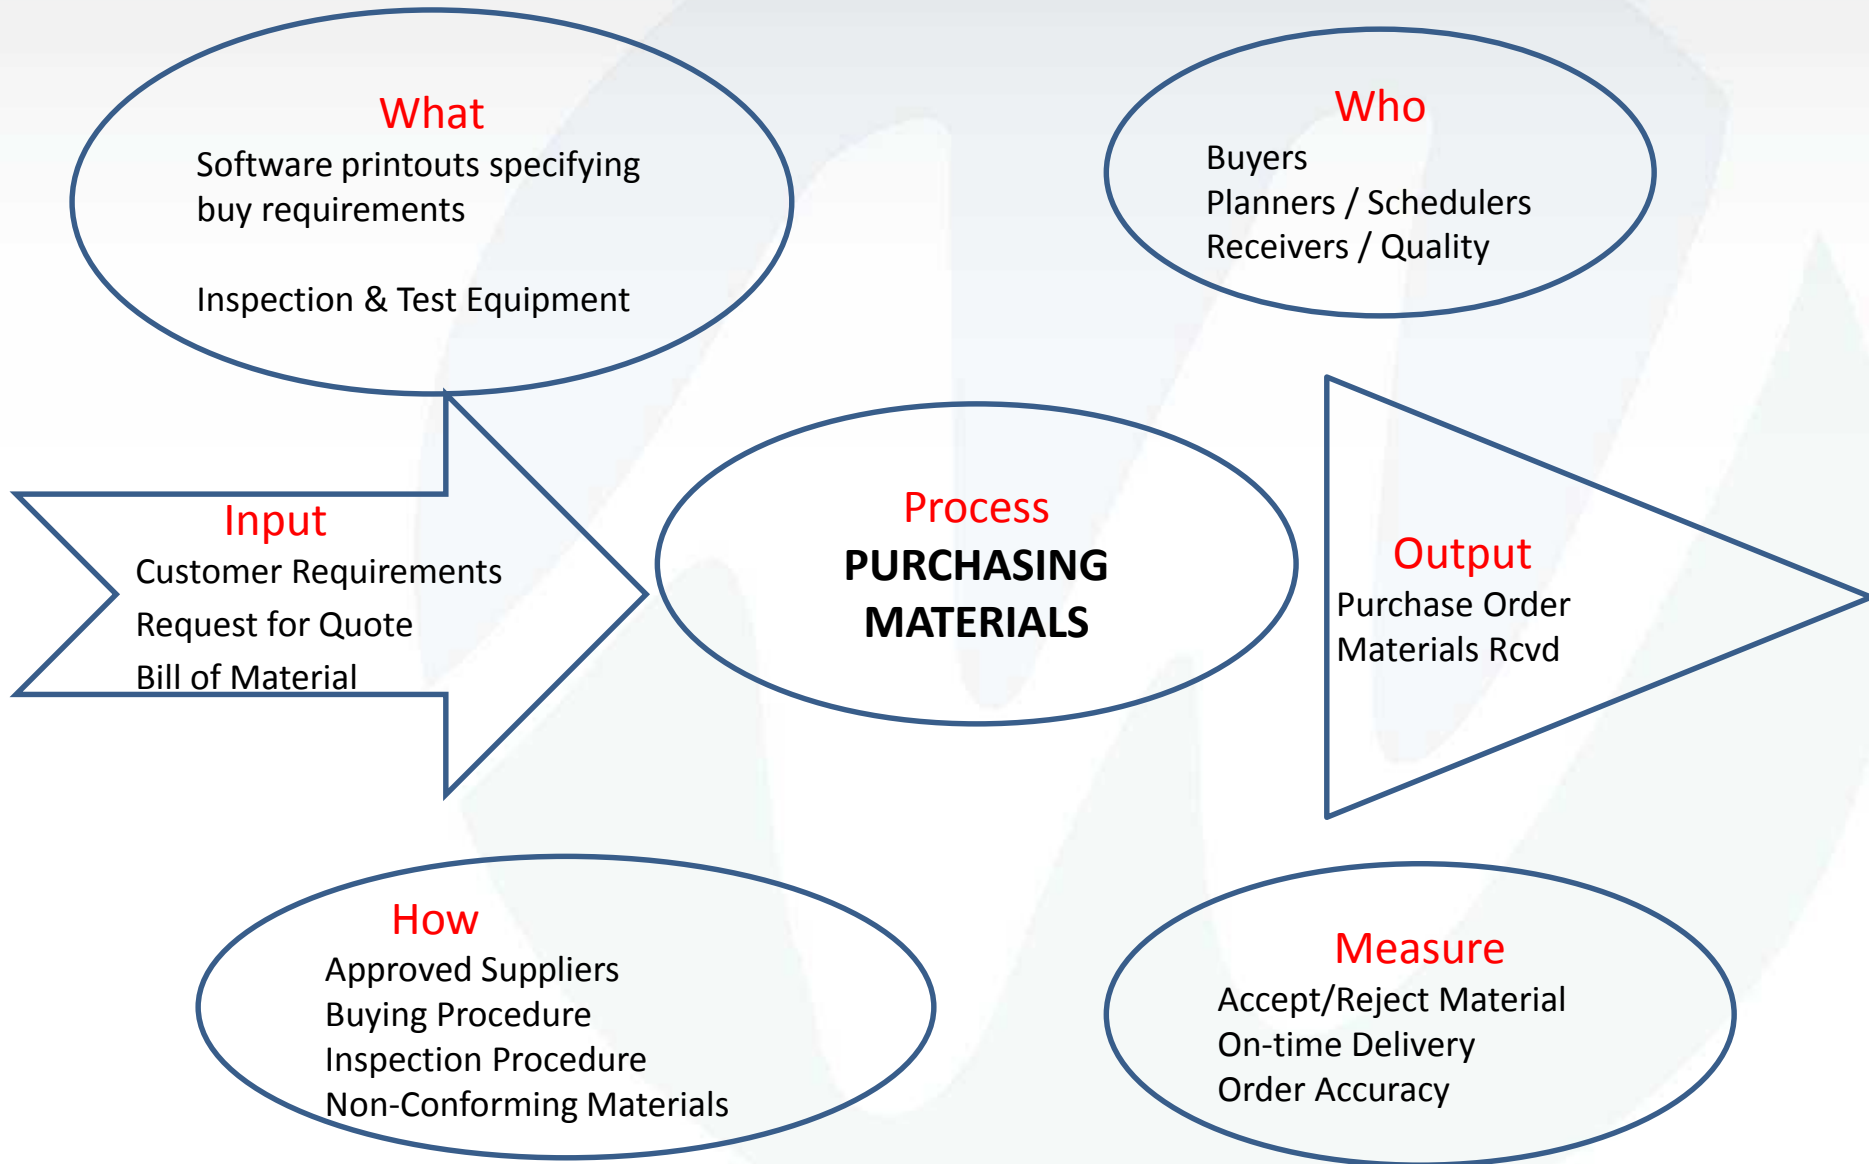 What
Software printouts specifying
buy requirements
Inspection & Test Equipment
Who
Buyers
Planners / Schedulers
Receivers / Quality
Input
Customer Requirements
Request for Quote
Bill of Material
Process
PURCHASING
MATERIALS
Output
Purchase Order
Materials Rcvd
How
Approved Suppliers
Buying Procedure
Inspection Procedure
Non-Conforming Materials
Measure
Accept/Reject Material
On-time Delivery
Order Accuracy